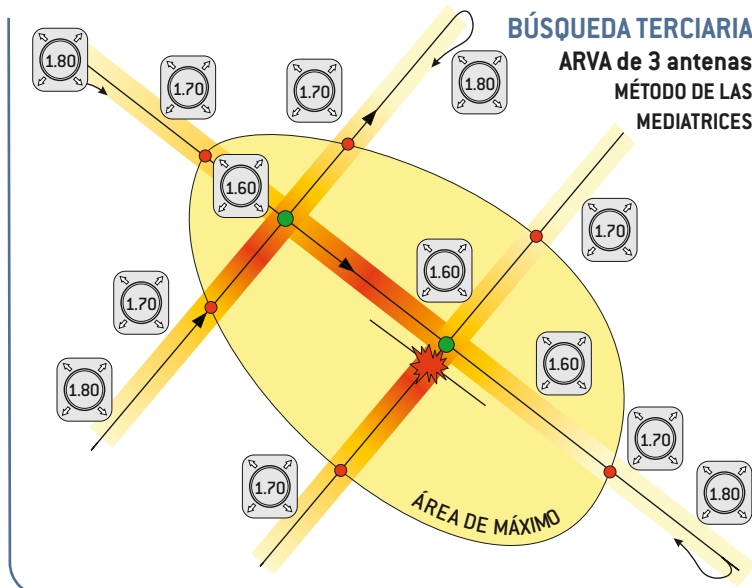 BÚSQUEDA TERCIARIA
ARVA de 3 antenas
MÉTODO DE LAS
MEDIATRICES
1.80
1.70
1.70
1.80
1.60
1.70
1.60
1.70
1.60
1.80
1.70
1.70
1.80
ÁREA DE MÁXIMO